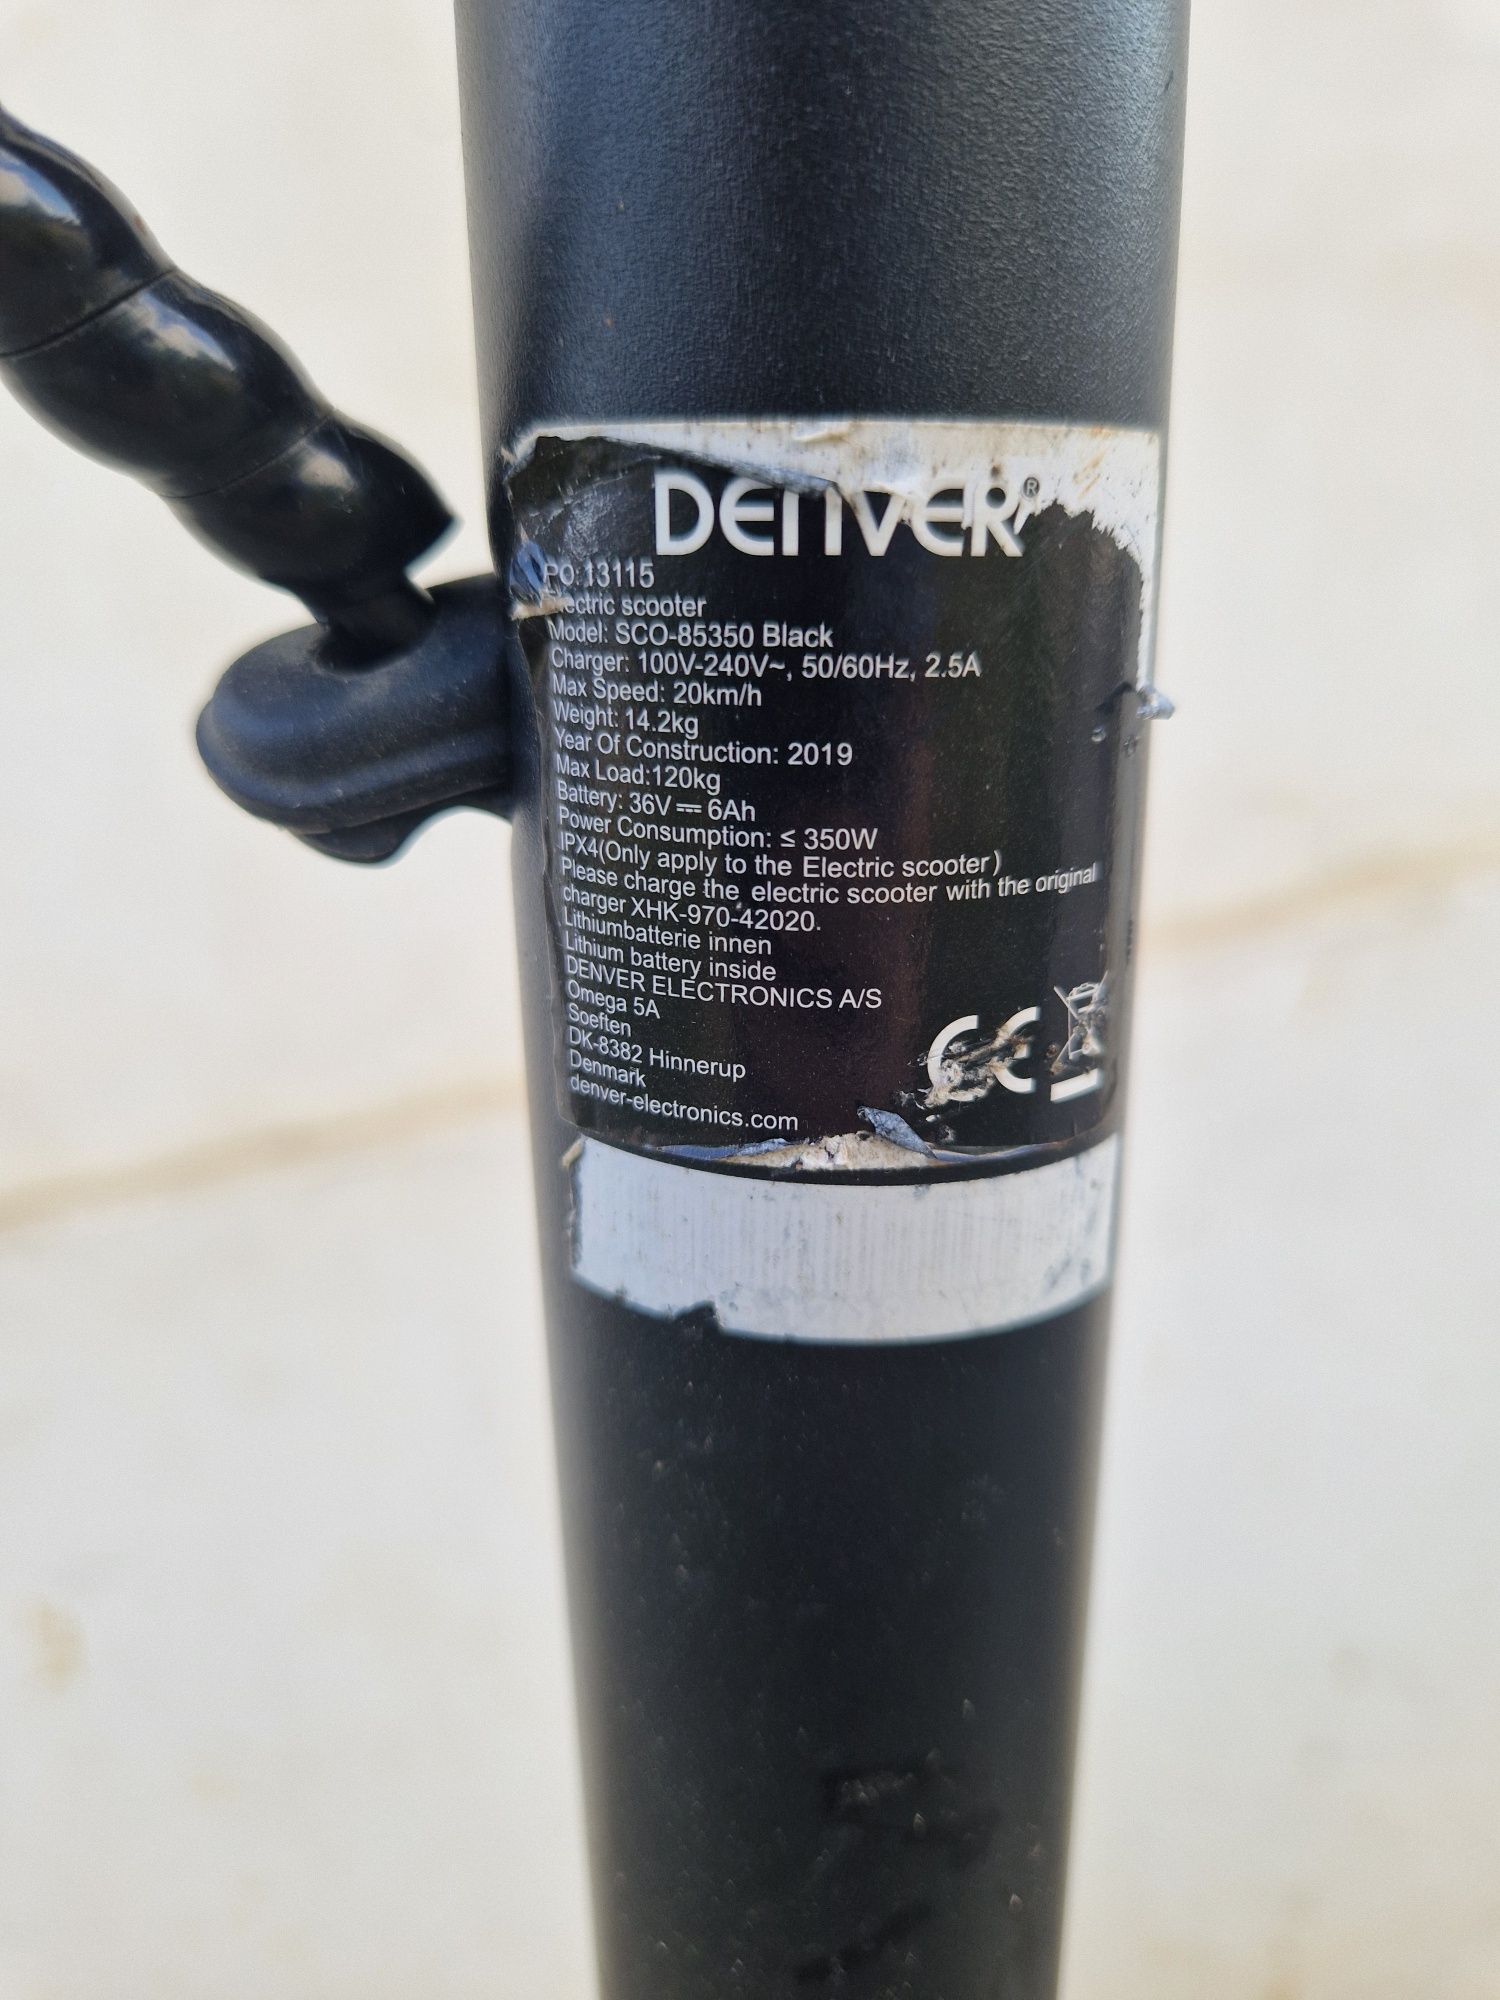 DENVER®
PO: 13115
Electric scooter
Model: SCO-85350 Black
Charger: 100V-240V~, 50/60Hz, 2.5A
Max Speed: 20km/h
Weight: 14.2kg
Year Of Construction: 2019
Max Load:120kg
Battery: 36V⎓6Ah
Power Consumption: ≤ 350W
IPX4(Only apply to the Electric scooter)
Please charge the electric scooter with the original
charger XHK-970-42020.
Lithiumbatterie innen
Lithium battery inside
DENVER ELECTRONICS A/S
Omega 5A
Soeften
DK-8382 Hinnerup
Denmark
denver-electronics.com
CE